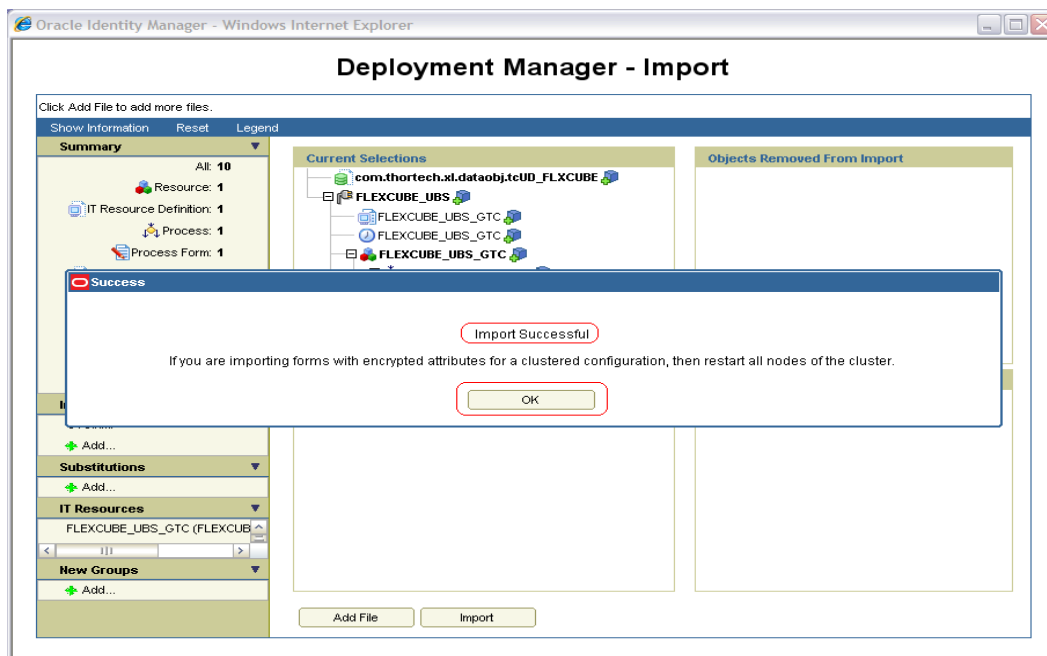 Oracle Identity Manager - Windows Internet Explorer
Deployment Manager - Import
Click Add File to add more files.
Show Information Reset Legend
Summary
All: 10
Resource: 1
IT Resource Definition: 1
Process: 1
Process Form: 1
Current Selections
com.thortech.xl.dataobj.tcUD_FLXCUBE
FLEXCUBE_UBS
FLEXCUBE_UBS_GTC
FLEXCUBE_UBS_GTC
FLEXCUBE_UBS_GTC
Objects Removed From Import
Success
Import Successful
If you are importing forms with encrypted attributes for a clustered configuration, then restart all nodes of the cluster.
OK
Add...
Substitutions
Add...
IT Resources
FLEXCUBE_UBS_GTC (FLEXCUB
New Groups
Add...
Add File Import